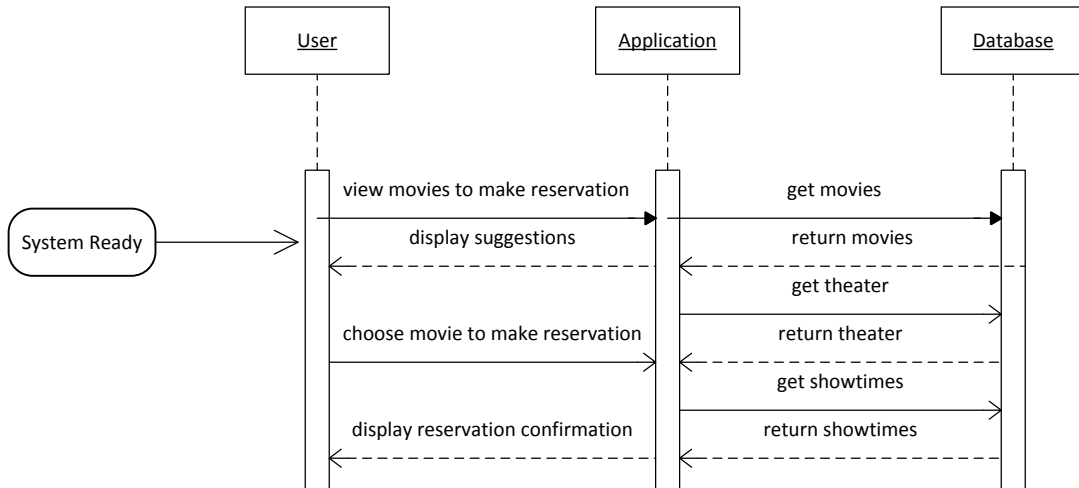 User
Application
Database
view movies to make reservation
get movies
System Ready
display suggestions
return movies
get theater
choose movie to make reservation
return theater
get showtimes
display reservation confirmation
return showtimes